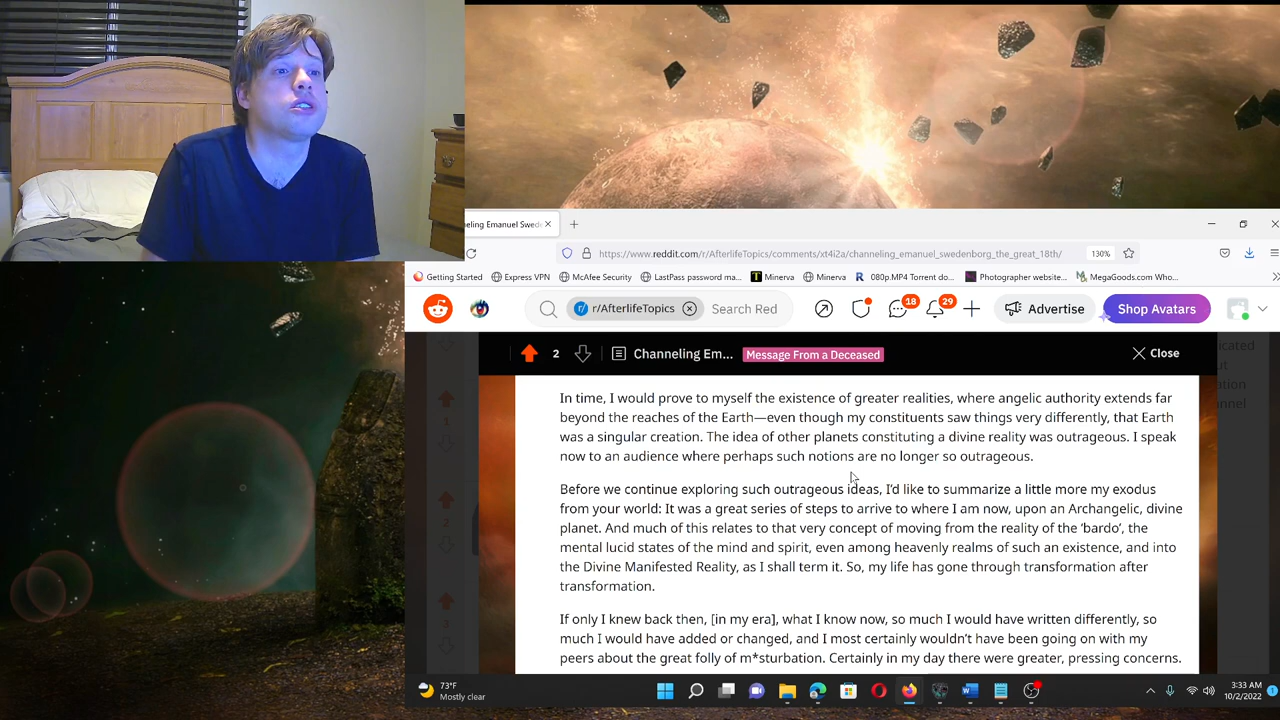 eling Emanuel Swede
https://www.reddit.com/r/AfterlifeTopics/comments/xt4i2a/channeling_emanuel_swedenborg_the_great_18th/
130%
Getting Started
Express VPN
McAfee Security
LastPass password ma...
Minerva
Minerva
080p.MP4 Torrent do...
Photographer website...
MegaGoods.com Who...
r/AfterlifeTopics
Search Red
18
29
Advertise
Shop Avatars
2
Channeling Em...
Message From a Deceased
Close
In time, I would prove to myself the existence of greater realities, where angelic authority extends far
beyond the reaches of the Earth—even though my constituents saw things very differently, that Earth
was a singular creation. The idea of other planets constituting a divine reality was outrageous. I speak
now to an audience where perhaps such notions are no longer so outrageous.
Before we continue exploring such outrageous ideas, I'd like to summarize a little more my exodus
from your world: It was a great series of steps to arrive to where I am now, upon an Archangelic, divine
planet. And much of this relates to that very concept of moving from the reality of the 'bardo', the
mental lucid states of the mind and spirit, even among heavenly realms of such an existence, and into
the Divine Manifested Reality, as I shall term it. So, my life has gone through transformation after
transformation.
If only I knew back then, [in my era], what I know now, so much I would have written differently, so
much I would have added or changed, and I most certainly wouldn't have been going on with my
peers about the great folly of m*sturbation. Certainly in my day there were greater, pressing concerns.
73°F
Mostly clear
3:33 AM
10/2/2022